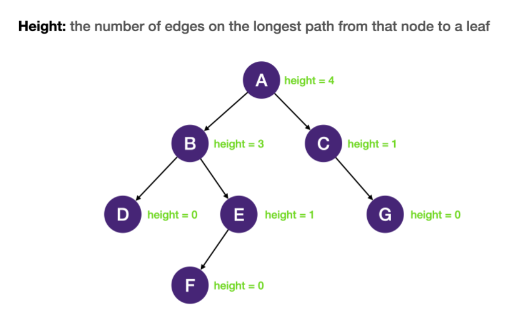 Height: the number of edges on the longest path from that node to a leaf
A height = 4
B height = 3
C height = 1
D height = 0
E height = 1
G height = 0
F height = 0